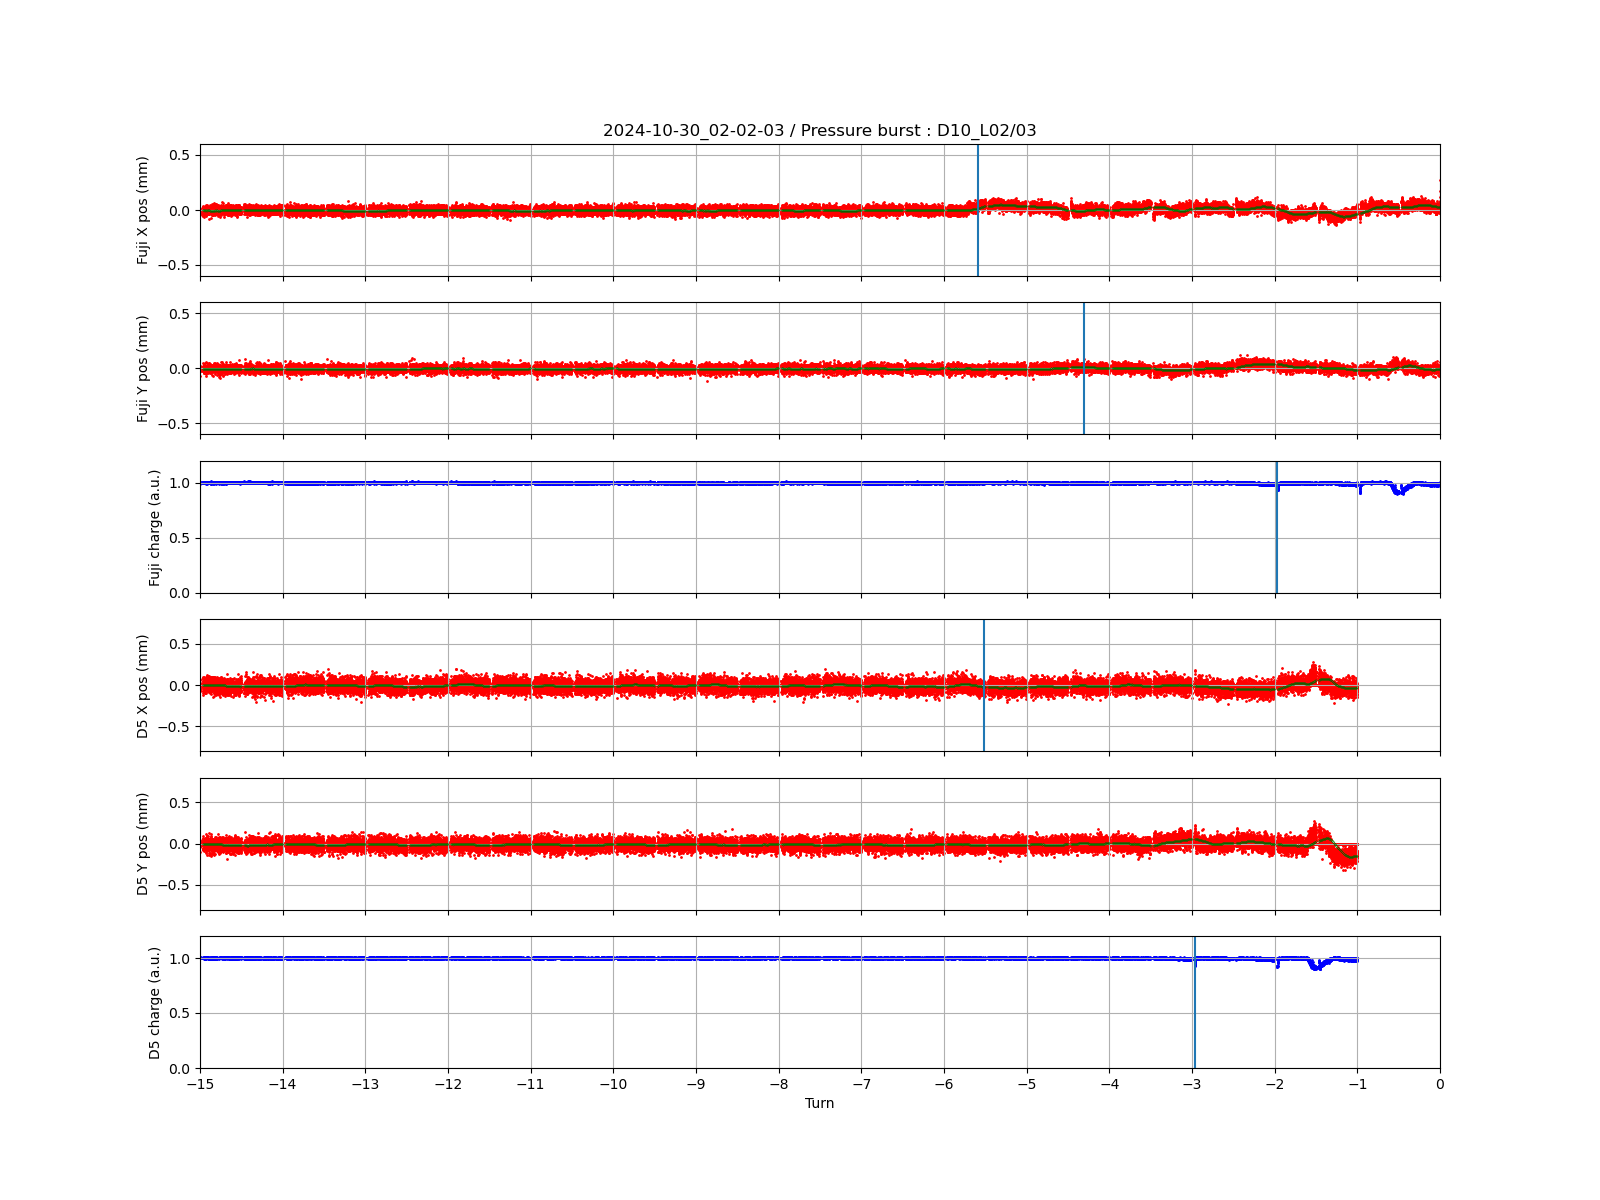 2024-10-30_02-02-03 / Pressure burst : D10_L02/03
Fuji X pos (mm)
0.5
0.0
−0.5
Fuji Y pos (mm)
0.5
0.0
−0.5
Fuji charge (a.u.)
1.0
0.5
0.0
D5 X pos (mm)
0.5
0.0
−0.5
D5 Y pos (mm)
0.5
0.0
−0.5
D5 charge (a.u.)
1.0
0.5
0.0
−15 −14 −13 −12 −11 −10 −9 −8 −7 −6 −5 −4 −3 −2 −1 0
Turn